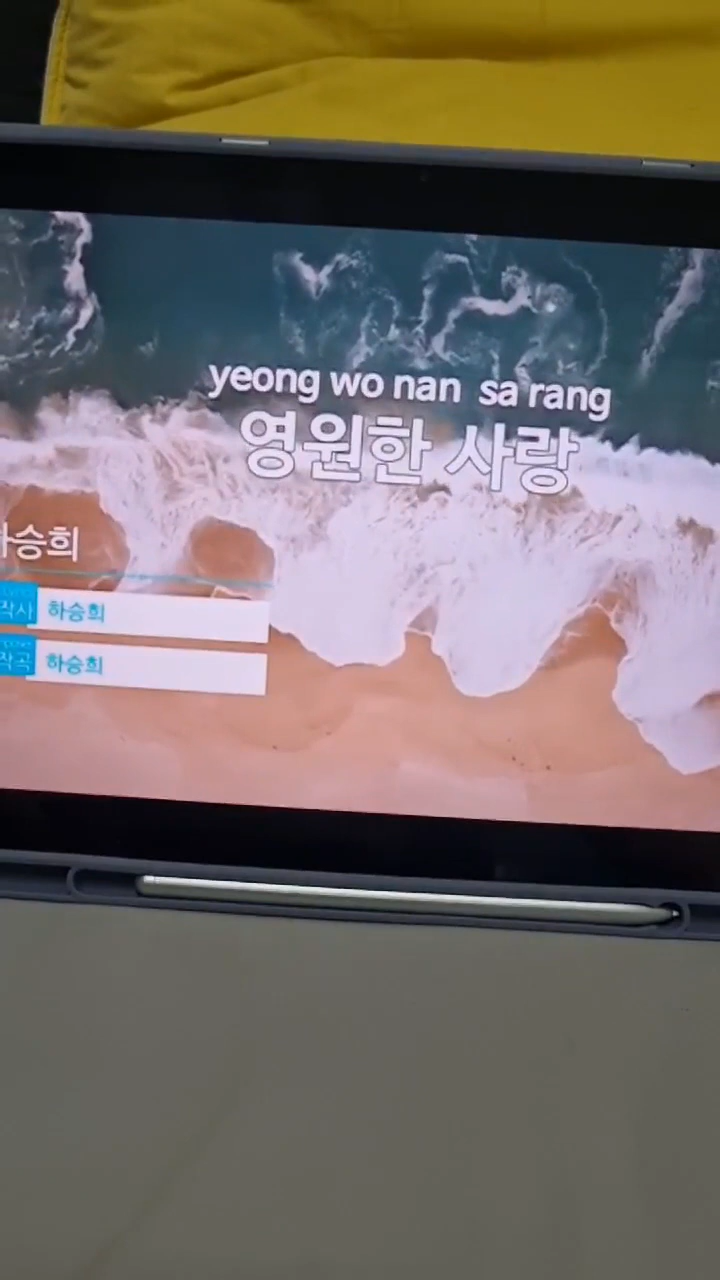 yeong wo nan sa rang
영원한 사랑
하승희
작사 하승희
작곡 하승희